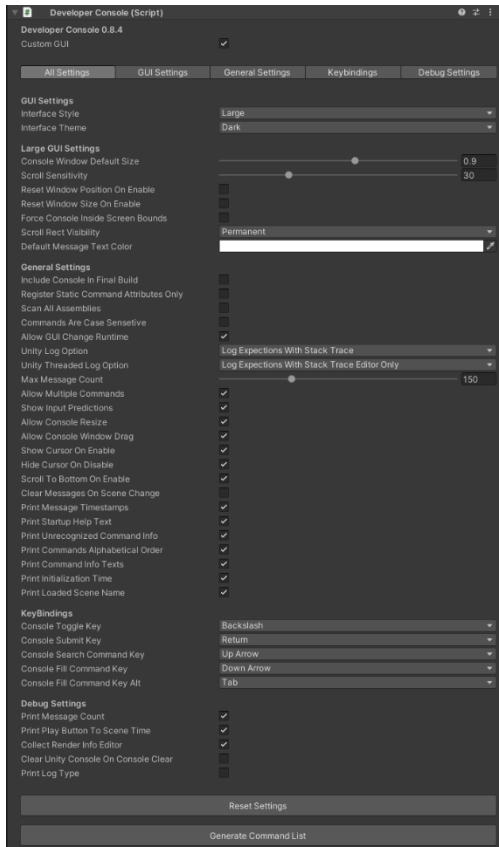 Developer Console (Script)
Developer Console 0.8.4
Custom GUI
All Settings GUI Settings General Settings Keybindings Debug Settings
GUI Settings
Interface Style Large
Interface Theme Dark
Large GUI Settings
Console Window Default Size 0.9
Scroll Sensitivity 30
Reset Window Position On Enable
Reset Window Size On Enable
Force Console Inside Screen Bounds
Scroll Rect Visibility Permanent
Default Message Text Color
General Settings
Include Console In Final Build
Register Static Command Attributes Only
Scan All Assemblies
Commands Are Case Sensetive
Allow GUI Change Runtime
Unity Log Option Log Expections With Stack Trace
Unity Threaded Log Option Log Expections With Stack Trace Editor Only
Max Message Count 150
Allow Multiple Commands
Show Input Predictions
Allow Console Resize
Allow Console Window Drag
Show Cursor On Enable
Hide Cursor On Disable
Scroll To Bottom On Enable
Clear Messages On Scene Change
Print Message Timestamps
Print Startup Help Text
Print Unrecognized Command Info
Print Commands Alphabetical Order
Print Command Info Texts
Print Initialization Time
Print Loaded Scene Name
KeyBindings
Console Toggle Key Backslash
Console Submit Key Return
Console Search Command Key Up Arrow
Console Fill Command Key Down Arrow
Console Fill Command Key Alt Tab
Debug Settings
Print Message Count
Print Play Button To Scene Time
Collect Render Info Editor
Clear Unity Console On Console Clear
Print Log Type
Reset Settings
Generate Command List